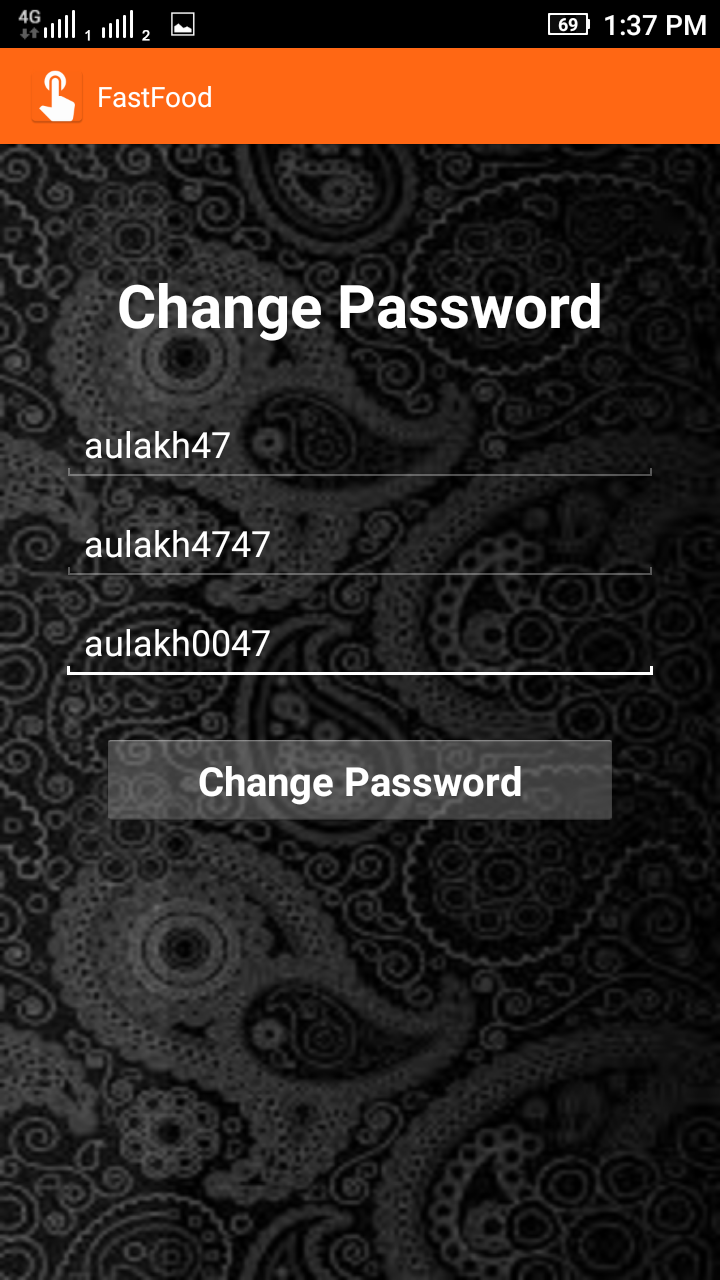 4G 1 2 69 1:37 PM
FastFood
Change Password
aulakh47
aulakh4747
aulakh0047
Change Password